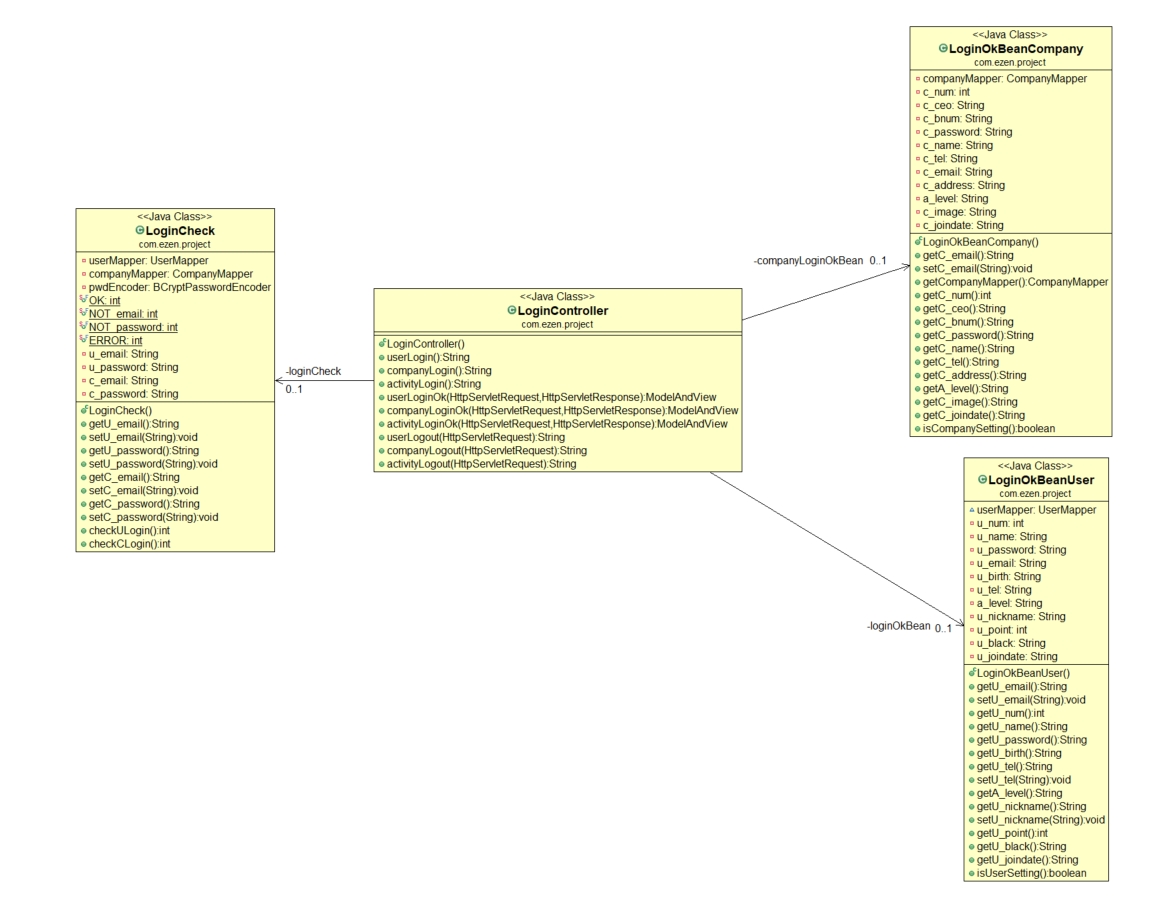 <<Java Class>>
LoginOkBeanCompany
com.ezen.project
companyMapper: CompanyMapper
c_num: int
c_ceo: String
c_bnum: String
c_password: String
c_name: String
c_tel: String
c_email: String
c_address: String
a_level: String
c_image: String
c_joindate: String
LoginOkBeanCompany()
getC_email():String
setC_email(String):void
getCompanyMapper():CompanyMapper
getC_num():int
getC_ceo():String
getC_bnum():String
getC_password():String
getC_name():String
getC_tel():String
getC_address():String
getA_level():String
getC_image():String
getC_joindate():String
isCompanySetting():boolean
<<Java Class>>
LoginCheck
com.ezen.project
userMapper: UserMapper
companyMapper: CompanyMapper
pwdEncoder: BCryptPasswordEncoder
OK: int
NOT_email: int
NOT_password: int
ERROR: int
u_email: String
u_password: String
c_email: String
c_password: String
LoginCheck()
getU_email():String
setU_email(String):void
getU_password():String
setU_password(String):void
getC_email():String
setC_email(String):void
getC_password():String
setC_password(String):void
checkULogin():int
checkCLogin():int
-loginCheck
0..1
<<Java Class>>
LoginController
com.ezen.project
LoginController()
userLogin():String
companyLogin():String
activityLogin():String
userLoginOk(HttpServletRequest,HttpServletResponse):ModelAndView
companyLoginOk(HttpServletRequest,HttpServletResponse):ModelAndView
activityLoginOk(HttpServletRequest,HttpServletResponse):ModelAndView
userLogout(HttpServletRequest):String
companyLogout(HttpServletRequest):String
activityLogout(HttpServletRequest):String
-companyLoginOkBean 0..1
-loginOkBean 0..1
<<Java Class>>
LoginOkBeanUser
com.ezen.project
userMapper: UserMapper
u_num: int
u_name: String
u_password: String
u_email: String
u_birth: String
u_tel: String
a_level: String
u_nickname: String
u_point: int
u_black: String
u_joindate: String
LoginOkBeanUser()
getU_email():String
setU_email(String):void
getU_num():int
getU_name():String
getU_password():String
getU_birth():String
getU_tel():String
setU_tel(String):void
getA_level():String
getU_nickname():String
setU_nickname(String):void
getU_point():int
getU_black():String
getU_joindate():String
isUserSetting():boolean